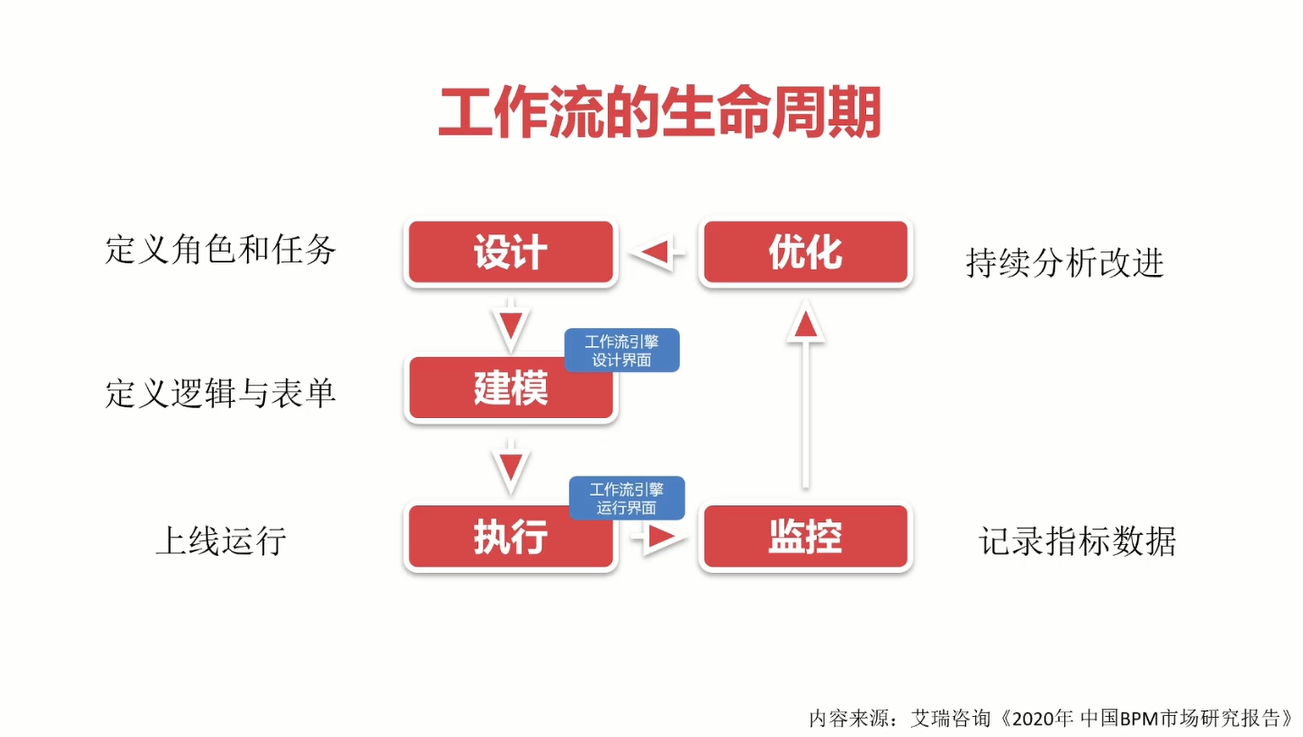 工作流的生命周期
定义角色和任务
设计
优化
持续分析改进
工作流引擎
设计界面
定义逻辑与表单
建模
工作流引擎
运行界面
上线运行
执行
监控
记录指标数据
内容来源：艾瑞咨询《2020年 中国BPM市场研究报告》